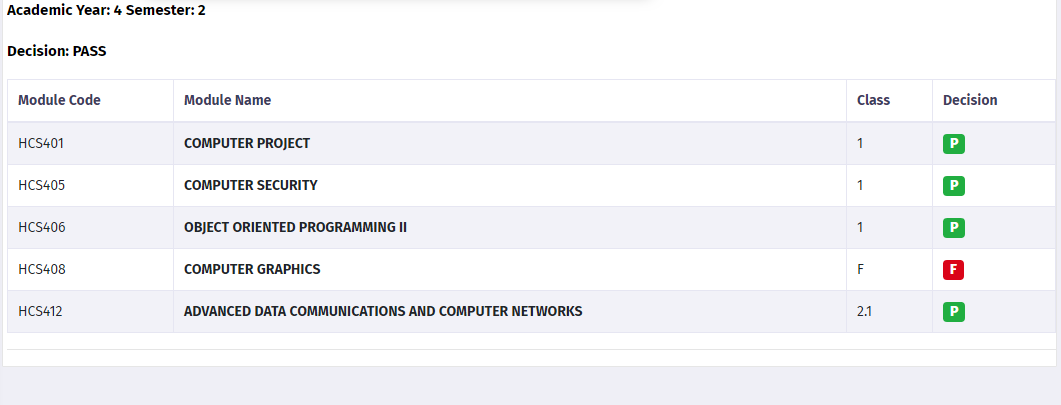 Academic Year: 4 Semester: 2
Decision: PASS
Module Code Module Name Class Decision
HCS401 COMPUTER PROJECT 1 P
HCS405 COMPUTER SECURITY 1 P
HCS406 OBJECT ORIENTED PROGRAMMING II 1 P
HCS408 COMPUTER GRAPHICS F F
HCS412 ADVANCED DATA COMMUNICATIONS AND COMPUTER NETWORKS 2.1 P